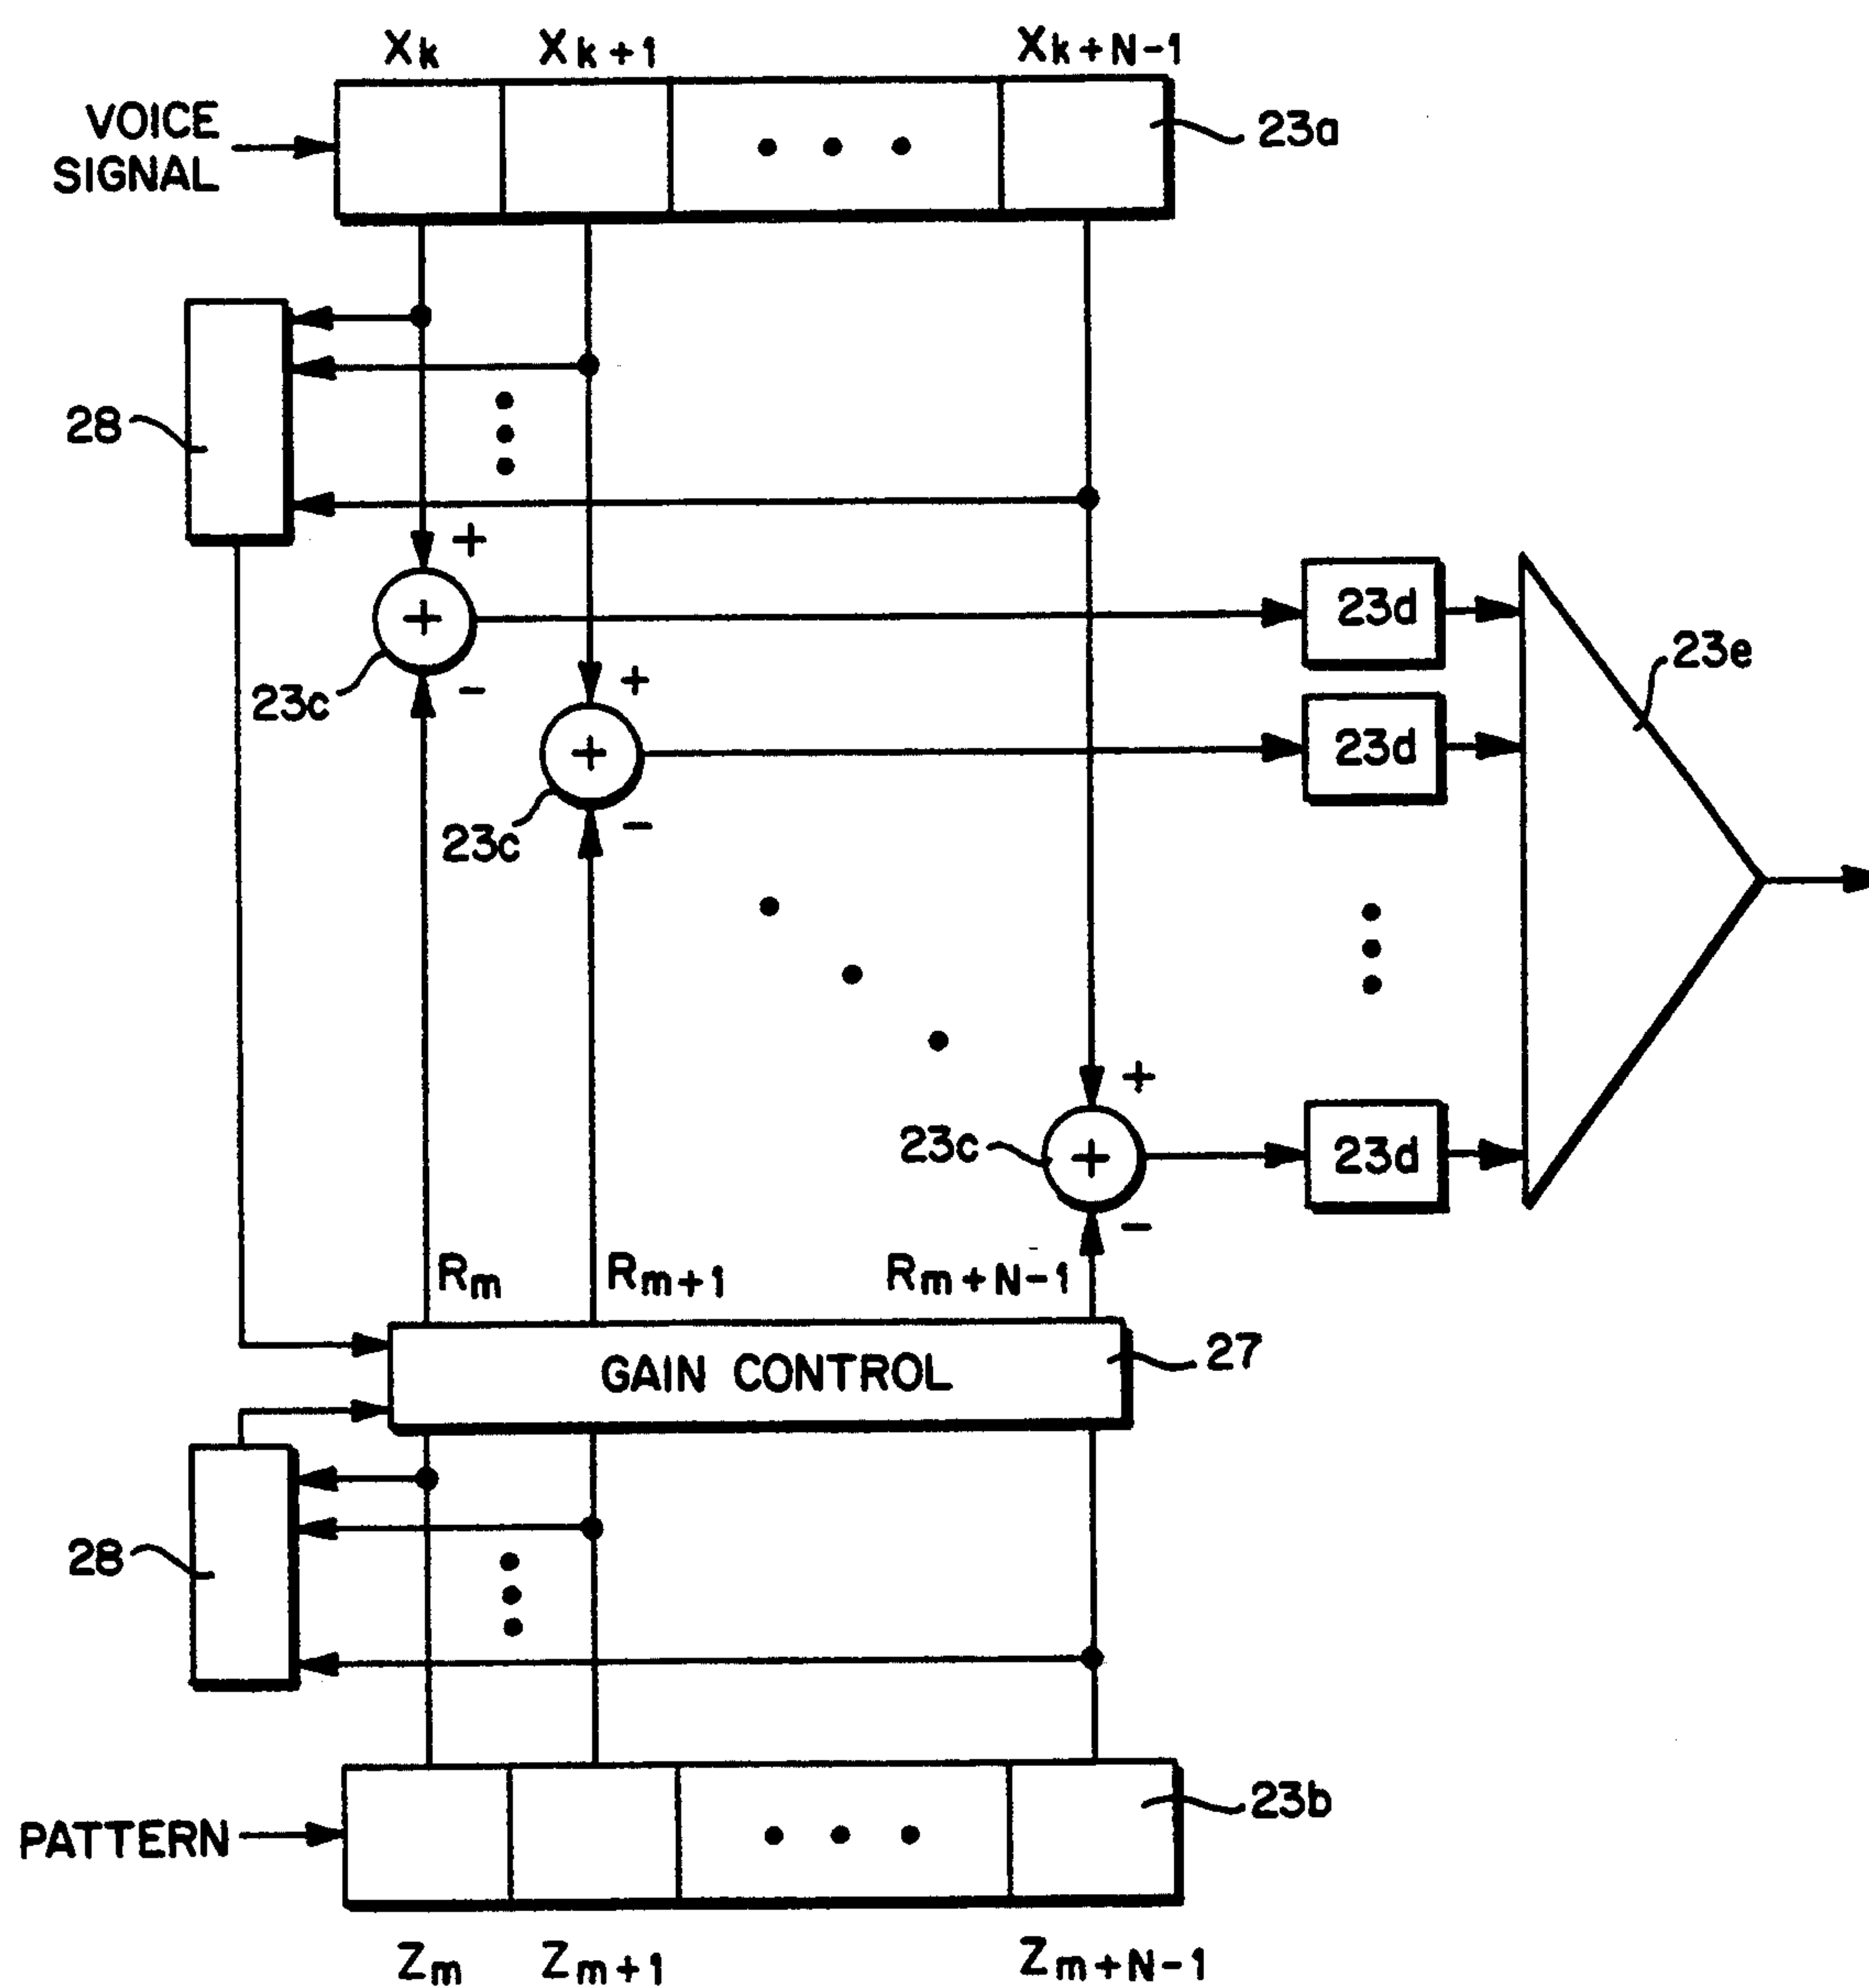 Xk Xk+1 Xk+N-1
VOICE
SIGNAL
23a
28
+
+
23c
-
+
23d
23e
+
23c
-
23d
+
23c
+
-
23d
Rm Rm+1 Rm+N-1
GAIN CONTROL
27
28
PATTERN
23b
Zm Zm+1 Zm+N-1